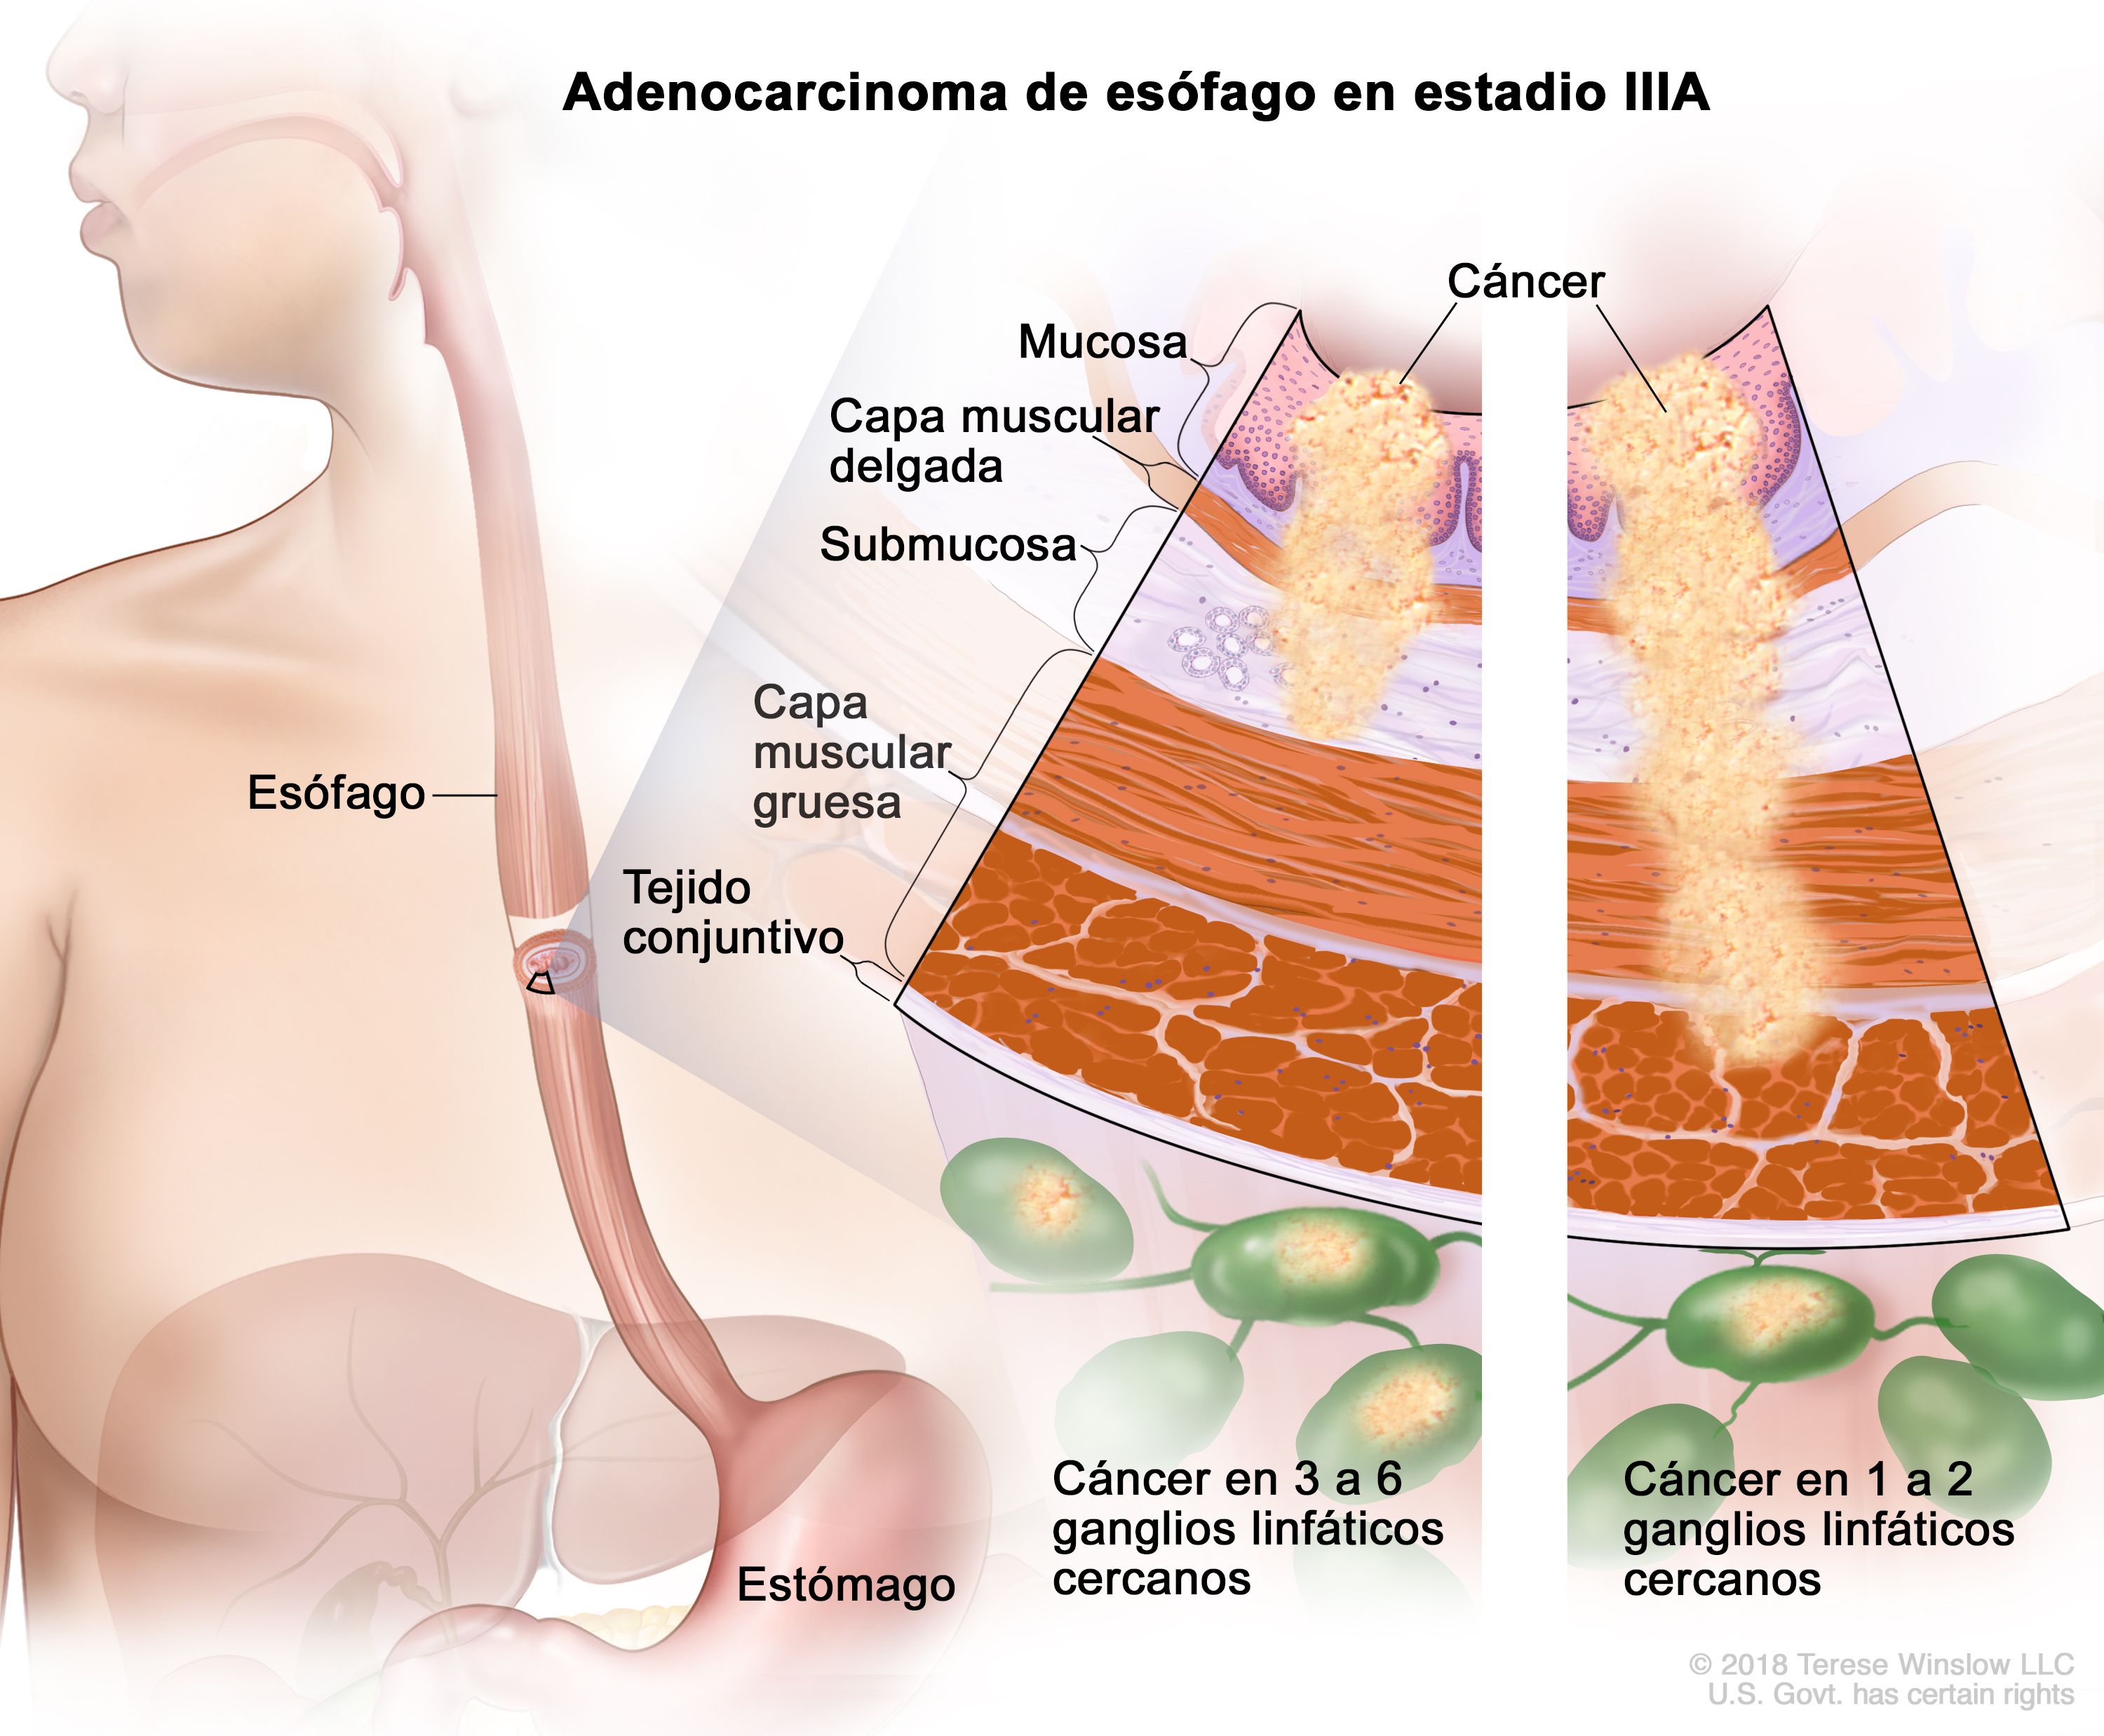 Adenocarcinoma de esófago en estadio IIIA
Cáncer
Mucosa
Capa muscular
delgada
Submucosa
Capa
muscular
gruesa
Esófago
Tejido
conjuntivo
Cáncer en 3 a 6
ganglios linfáticos
cercanos
Cáncer en 1 a 2
ganglios linfáticos
cercanos
Estómago
© 2018 Terese Winslow LLC
U.S. Govt. has certain rights